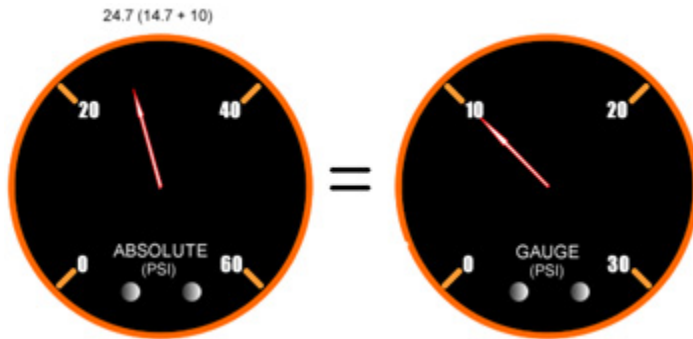 24.7 (14.7 + 10)
20 40
0 60
ABSOLUTE
(PSI)
=
10 20
0 30
GAUGE
(PSI)